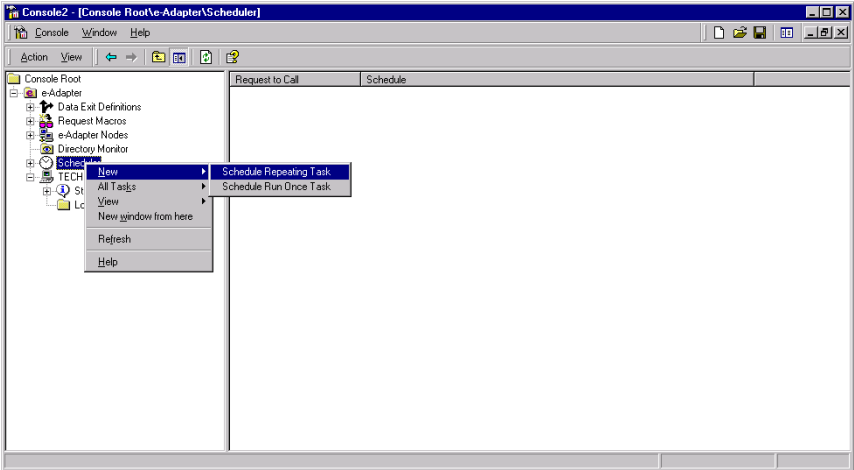 Console2 - [Console Root\e-Adapter\Scheduler]
Console Window Help
Action View
Console Root
e-Adapter
Data Exit Definitions
Request Macros
e-Adapter Nodes
Directory Monitor
TECH
New
All Tasks
View
New window from here
Refresh
Help
Schedule Repeating Task
Schedule Run Once Task
Request to Call Schedule